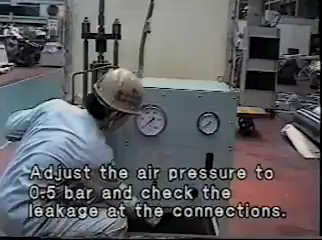 Adjust the air pressure to
0.5 bar and check the
leakage at the connections.